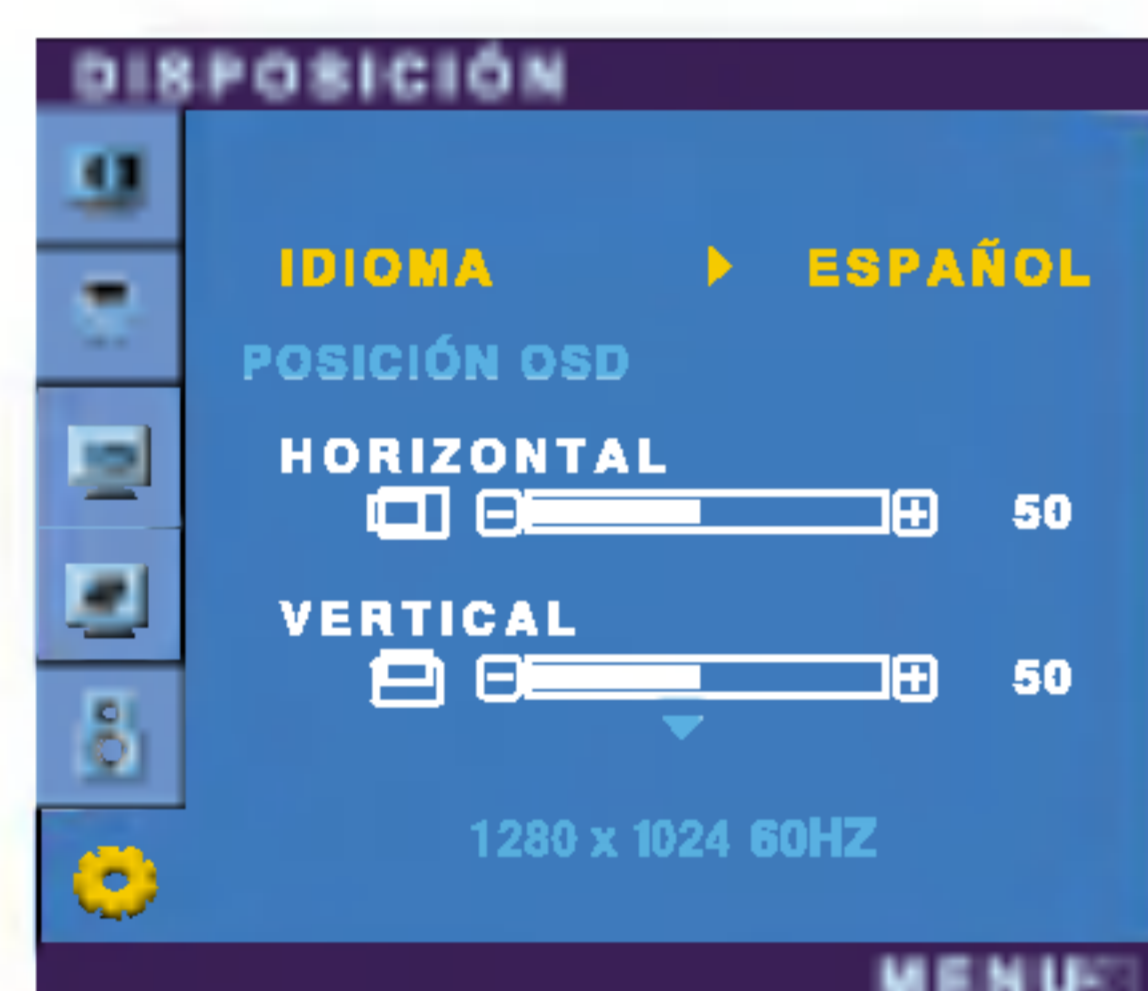 DISPOSICIÓN
IDIOMA ESPAÑOL
POSICIÓN OSD
HORIZONTAL
50
VERTICAL
50
1280 x 1024 60HZ
MENU